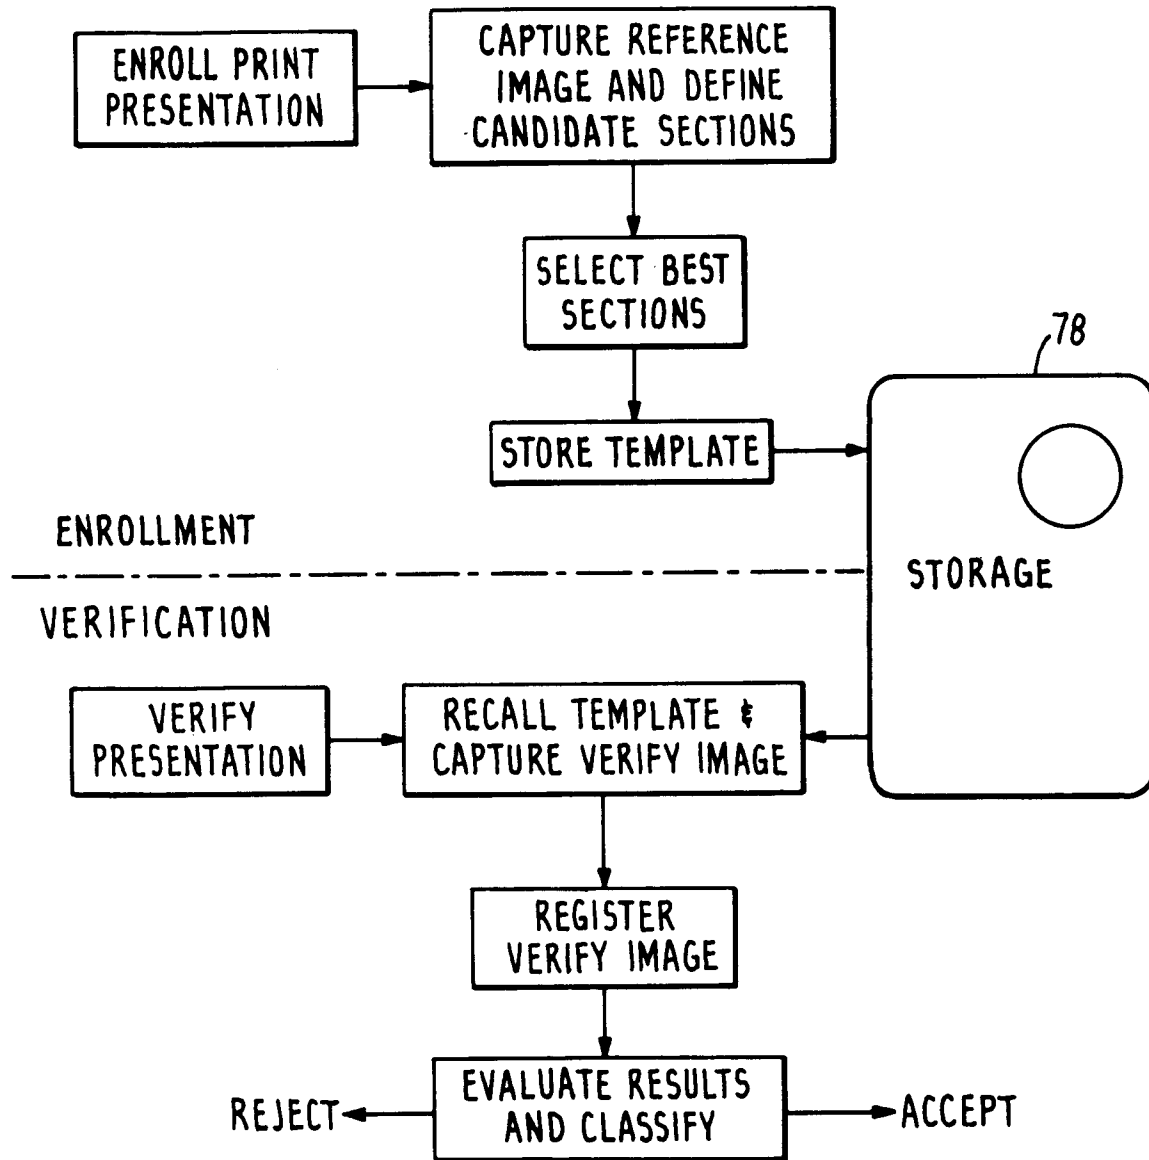 ENROLL PRINT
PRESENTATION
CAPTURE REFERENCE
IMAGE AND DEFINE
CANDIDATE SECTIONS
SELECT BEST
SECTIONS
78
STORE TEMPLATE
ENROLLMENT
STORAGE
VERIFICATION
VERIFY
PRESENTATION
RECALL TEMPLATE &
CAPTURE VERIFY IMAGE
REGISTER
VERIFY IMAGE
EVALUATE RESULTS
AND CLASSIFY
REJECT
ACCEPT